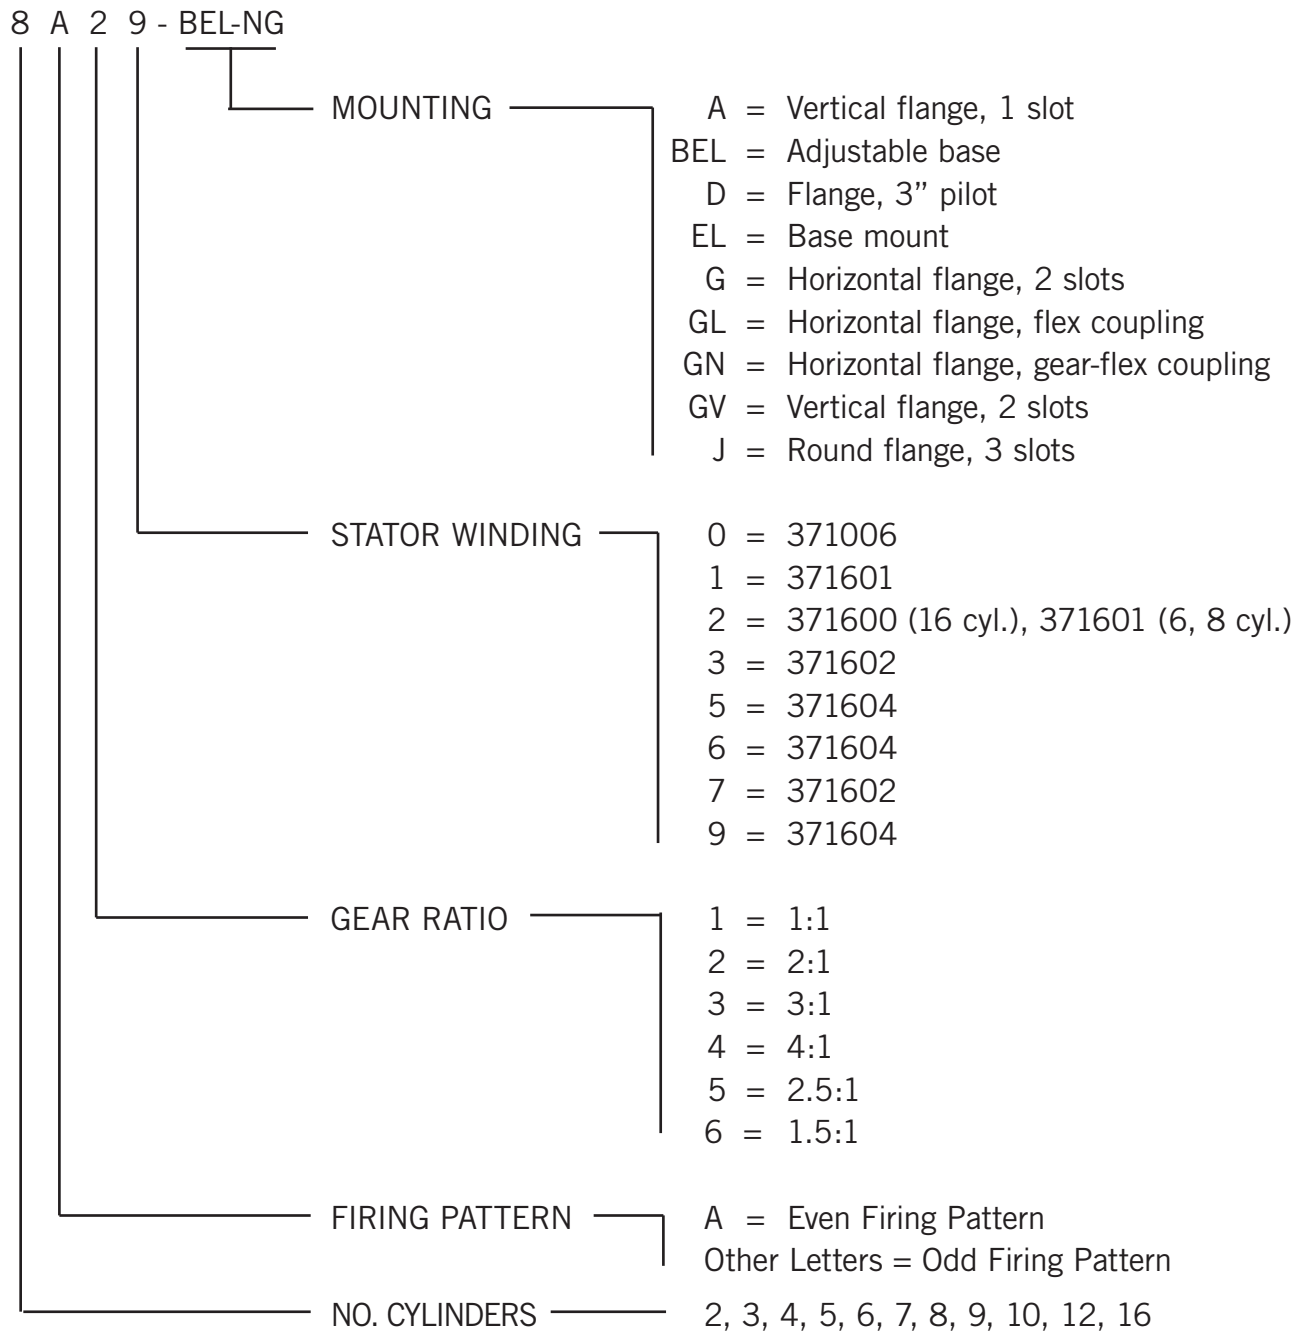 8 A 2 9 - BEL-NG
MOUNTING
A = Vertical flange, 1 slot
BEL = Adjustable base
D = Flange, 3” pilot
EL = Base mount
G = Horizontal flange, 2 slots
GL = Horizontal flange, flex coupling
GN = Horizontal flange, gear-flex coupling
GV = Vertical flange, 2 slots
J = Round flange, 3 slots
STATOR WINDING
0 = 371006
1 = 371601
2 = 371600 (16 cyl.), 371601 (6, 8 cyl.)
3 = 371602
5 = 371604
6 = 371604
7 = 371602
9 = 371604
GEAR RATIO
1 = 1:1
2 = 2:1
3 = 3:1
4 = 4:1
5 = 2.5:1
6 = 1.5:1
FIRING PATTERN
A = Even Firing Pattern
Other Letters = Odd Firing Pattern
NO. CYLINDERS
2, 3, 4, 5, 6, 7, 8, 9, 10, 12, 16